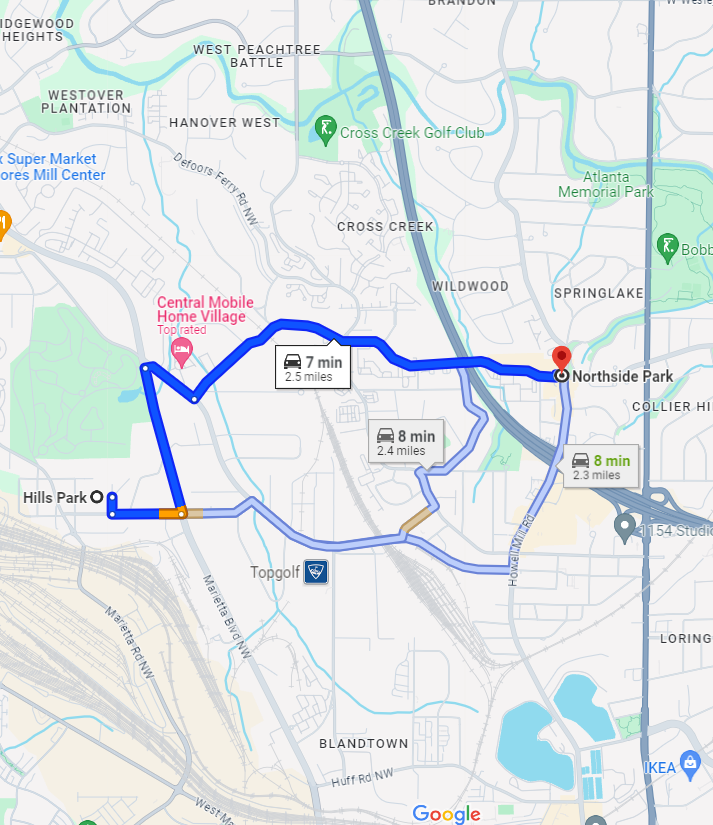 BRANDON
W Wesley
IDGEWOOD
HEIGHTS
WEST PEACHTREE
BATTLE
WESTOVER
PLANTATION
HANOVER WEST
Cross Creek Golf Club
x Super Market
ores Mill Center
Defoors Ferry Rd NW
Atlanta
Memorial Park
CROSS CREEK
Bobb
WILDWOOD
SPRINGLAKE
Central Mobile
Home Village
Top rated
7 min
2.5 miles
Northside Park
COLLIER HI
8 min
2.4 miles
8 min
2.3 miles
Hills Park
1154 Studio
Howell Mill Rd
Topgolf
Marietta Blvd NW
Marietta Rd NW
LORING
BLANDTOWN
IKEA
Huff Rd NW
West Ma
Google